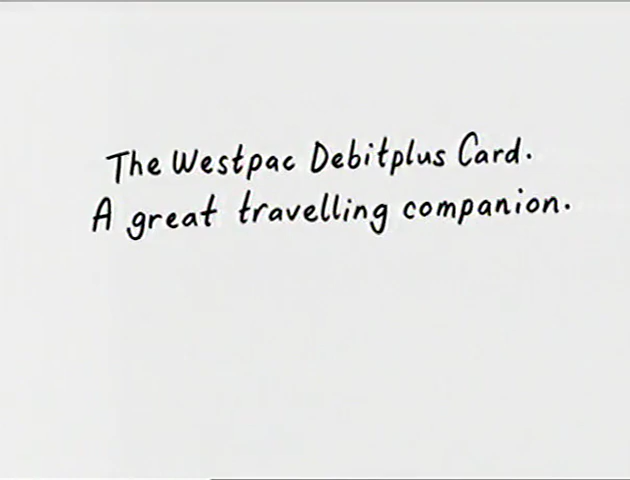 The Westpac Debitplus Card.
A great travelling companion.